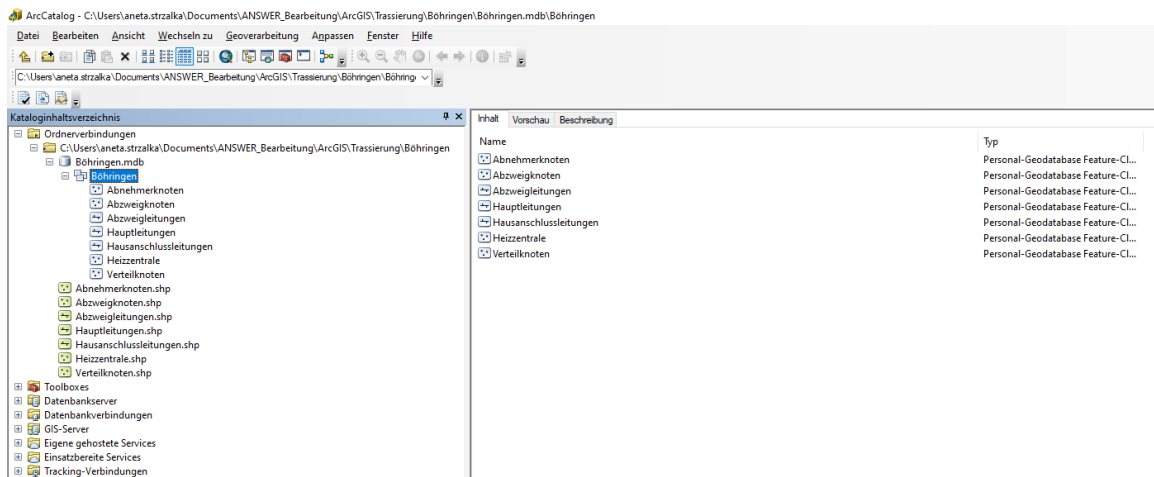 ArcCatalog - C:\Users\aneta.strzalka\Documents\ANSWER_Bearbeitung\ArcGIS\Trassierung\Böhringen\Böhringen.mdb\Böhringen
Datei Bearbeiten Ansicht Wechseln zu Geoverarbeitung Anpassen Fenster Hilfe
C:\Users\aneta.strzalka\Documents\ANSWER_Bearbeitung\ArcGIS\Trassierung\Böhringen\Böhringe
Kataloginhaltsverzeichnis
Ordnerverbindungen
C:\Users\aneta.strzalka\Documents\ANSWER_Bearbeitung\ArcGIS\Trassierung\Böhringen
Böhringen.mdb
Böhringen
Abnehmerknoten
Abzweigknoten
Abzweigleitungen
Hauptleitungen
Hausanschlussleitungen
Heizzentrale
Verteilknoten
Abnehmerknoten.shp
Abzweigknoten.shp
Abzweigleitungen.shp
Hauptleitungen.shp
Hausanschlussleitungen.shp
Heizzentrale.shp
Verteilknoten.shp
Toolboxes
Datenbankserver
Datenbankverbindungen
GIS-Server
Eigene gehostete Services
Einsatzbereite Services
Tracking-Verbindungen
Inhalt Vorschau Beschreibung
Name Typ
Abnehmerknoten Personal-Geodatabase Feature-Cl...
Abzweigknoten Personal-Geodatabase Feature-Cl...
Abzweigleitungen Personal-Geodatabase Feature-Cl...
Hauptleitungen Personal-Geodatabase Feature-Cl...
Hausanschlussleitungen Personal-Geodatabase Feature-Cl...
Heizzentrale Personal-Geodatabase Feature-Cl...
Verteilknoten Personal-Geodatabase Feature-Cl...